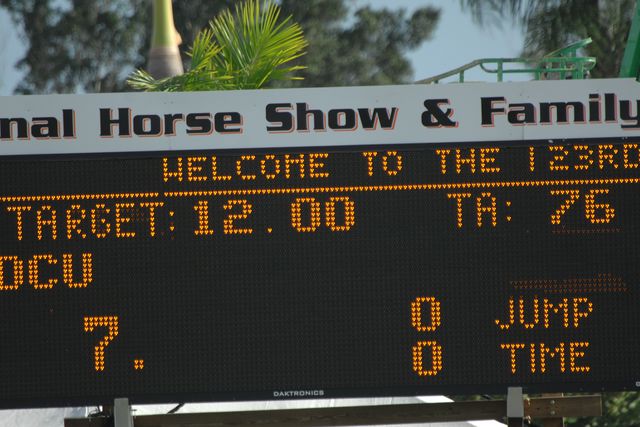 nal Horse Show & Family
WELCOME TO THE 123RD
TARGET: 12.00 TA: 76
DCU
7. 0 JUMP
0 TIME
DAKTRONICS